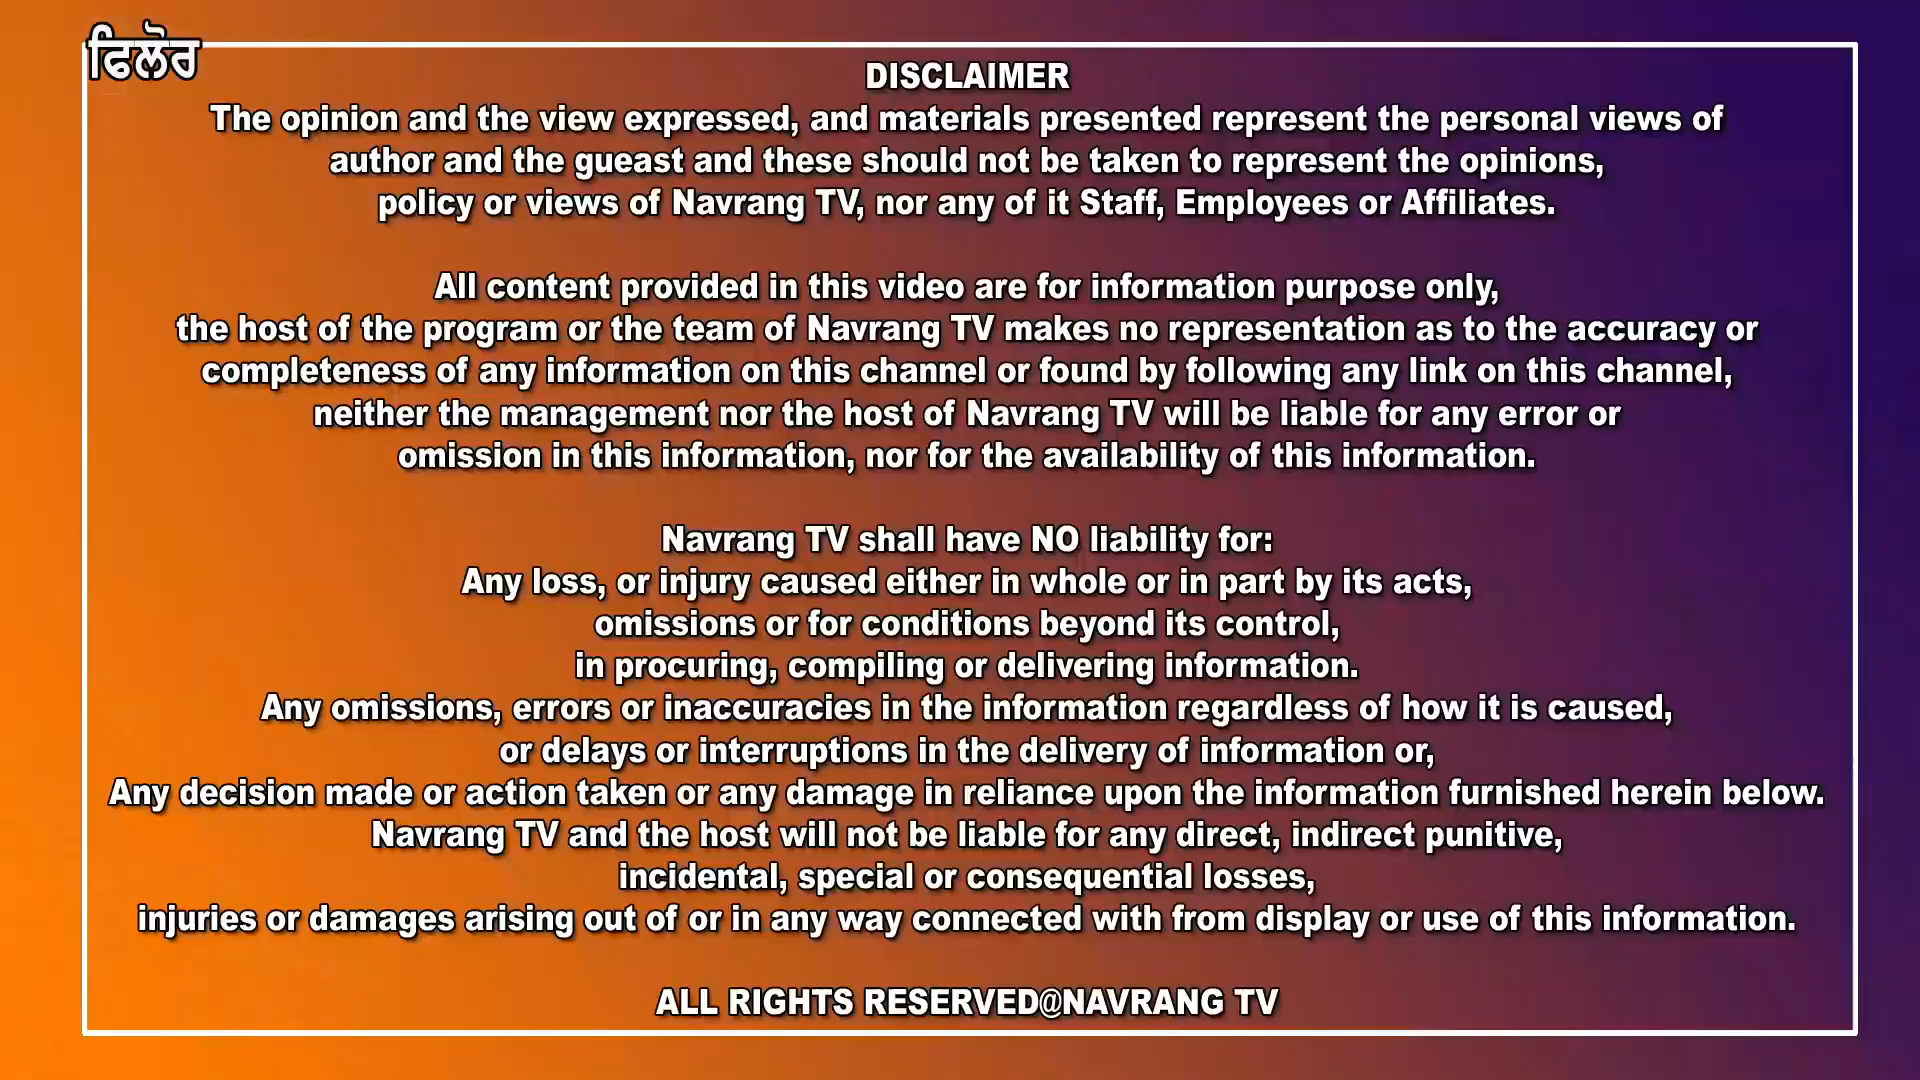 ਫਿਲੋਰ
DISCLAIMER
The opinion and the view expressed, and materials presented represent the personal views of
author and the gueast and these should not be taken to represent the opinions,
policy or views of Navrang TV, nor any of it Staff, Employees or Affiliates.
All content provided in this video are for information purpose only,
the host of the program or the team of Navrang TV makes no representation as to the accuracy or
completeness of any information on this channel or found by following any link on this channel,
neither the management nor the host of Navrang TV will be liable for any error or
omission in this information, nor for the availability of this information.
Navrang TV shall have NO liability for:
Any loss, or injury caused either in whole or in part by its acts,
omissions or for conditions beyond its control,
in procuring, compiling or delivering information.
Any omissions, errors or inaccuracies in the information regardless of how it is caused,
or delays or interruptions in the delivery of information or,
Any decision made or action taken or any damage in reliance upon the information furnished herein below.
Navrang TV and the host will not be liable for any direct, indirect punitive,
incidental, special or consequential losses,
injuries or damages arising out of or in any way connected with from display or use of this information.
ALL RIGHTS RESERVED@NAVRANG TV